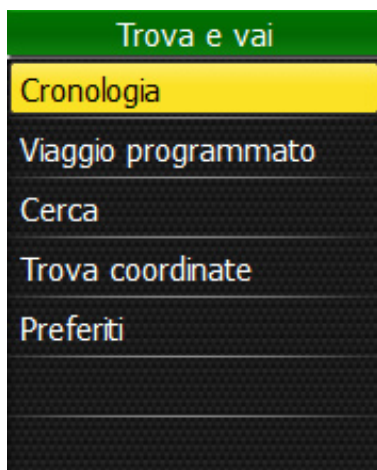 Trova e vai
Cronologia
Viaggio programmato
Cerca
Trova coordinate
Preferiti